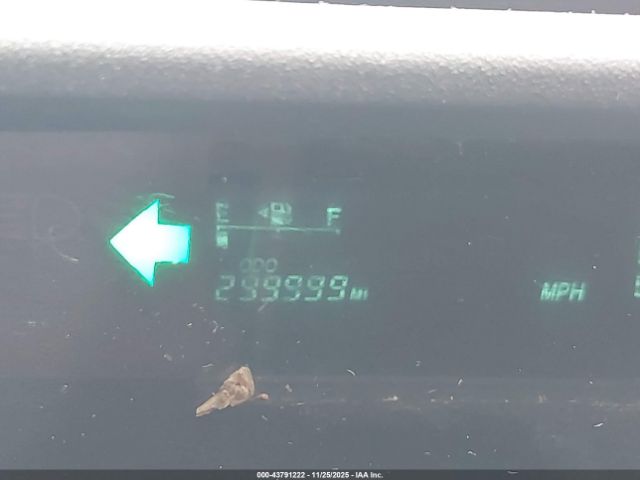 E F
ODO
299999 MI MPH
000-43791222 - 11/25/2025 - IAA Inc.